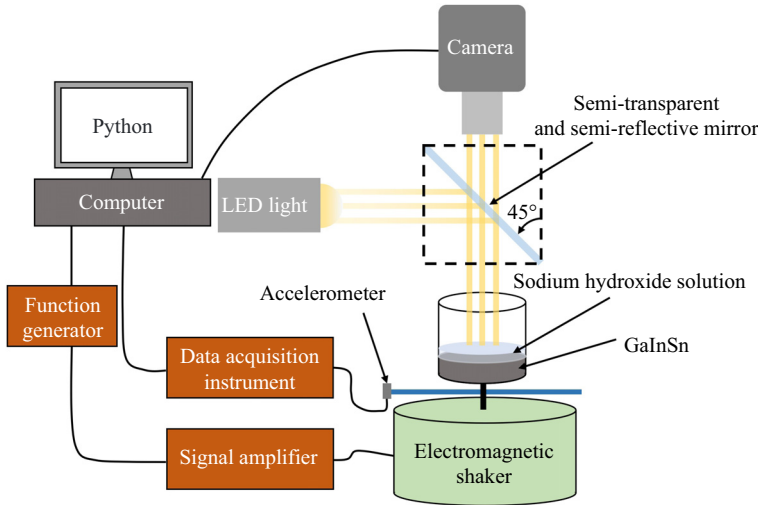 Camera
Python
Semi-transparent
and semi-reflective mirror
Computer
LED light
45°
Function
generator
Accelerometer
Sodium hydroxide solution
GaInSn
Data acquisition
instrument
Signal amplifier
Electromagnetic
shaker